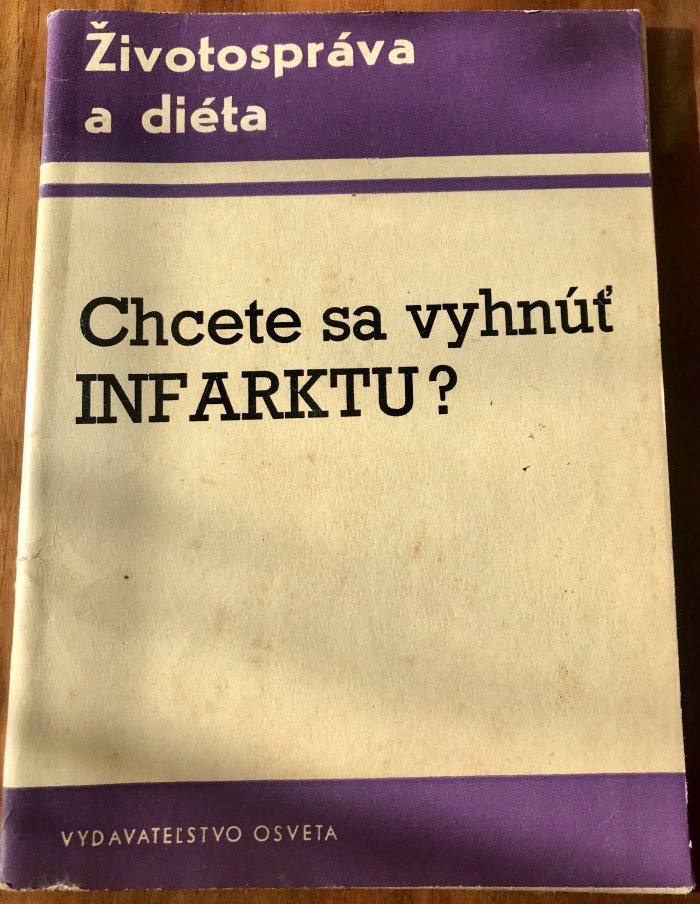 Životospráva
a diéta
Chcete sa vyhnúť
INFARKTU?
VYDAVATEĽSTVO OSVETA